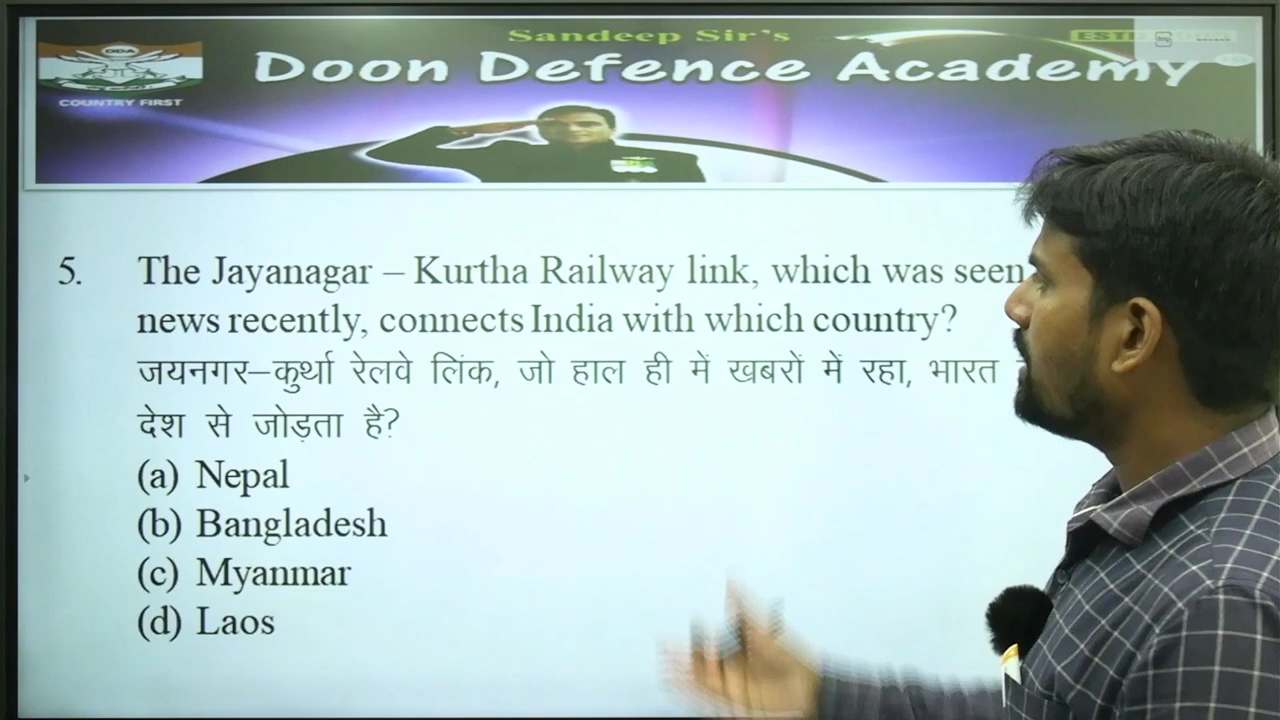 Sandeep Sir's
Doon Defence Academy
DDA
COUNTRY FIRST
5. The Jayanagar – Kurtha Railway link, which was seen
news recently, connects India with which country?
जयनगर–कुर्था रेलवे लिंक, जो हाल ही में खबरों में रहा, भारत
देश से जोड़ता है?
(a) Nepal
(b) Bangladesh
(c) Myanmar
(d) Laos